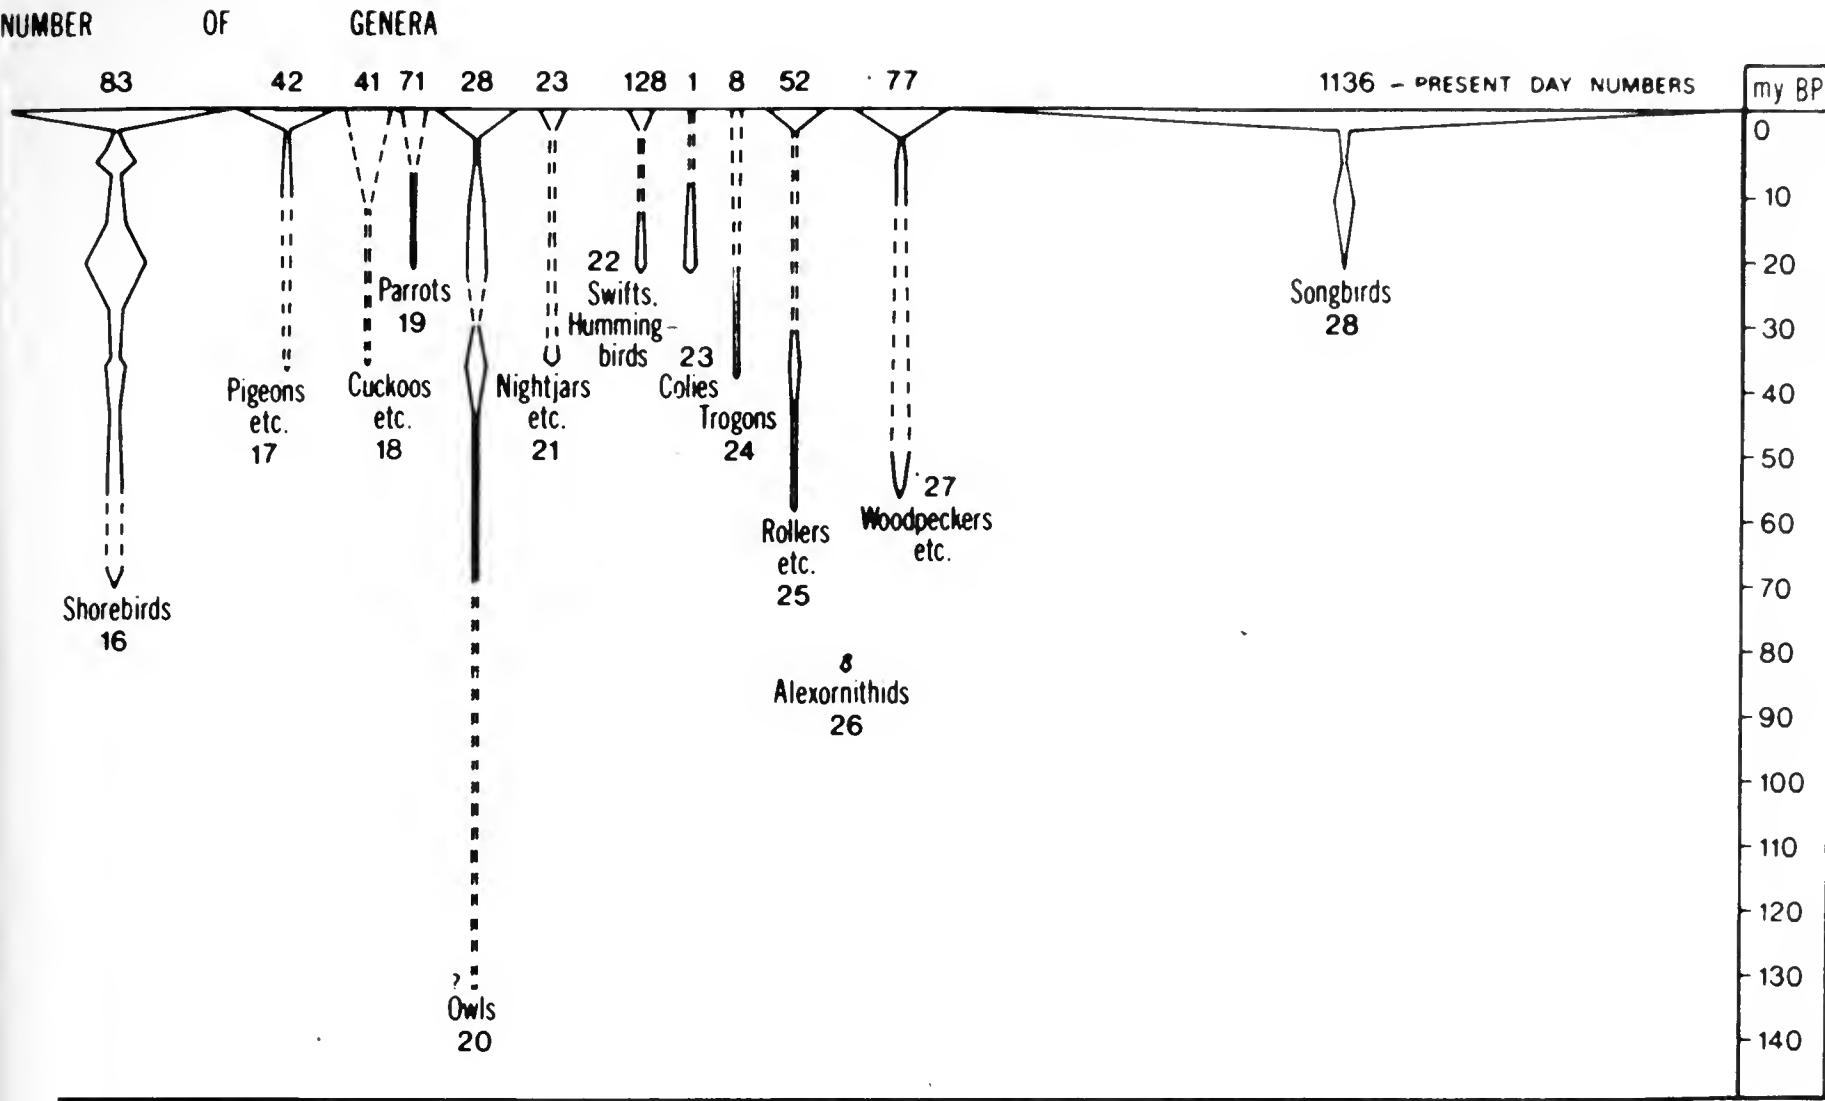 NUMBER OF GENERA
83 42 41 71 28 23 128 1 8 52 77 1136 - PRESENT DAY NUMBERS
my BP
0
10
20
30
40
50
60
70
80
90
100
110
120
130
140
Shorebirds
16
Pigeons
etc.
17
Cuckoos
etc.
18
Parrots
19
?
Owls
20
Nightjars
etc.
21
22
Swifts.
Humming-
birds
23
Colies
Trogons
24
Rollers
etc.
25
8
Alexornithids
26
27
Woodpeckers
etc.
Songbirds
28